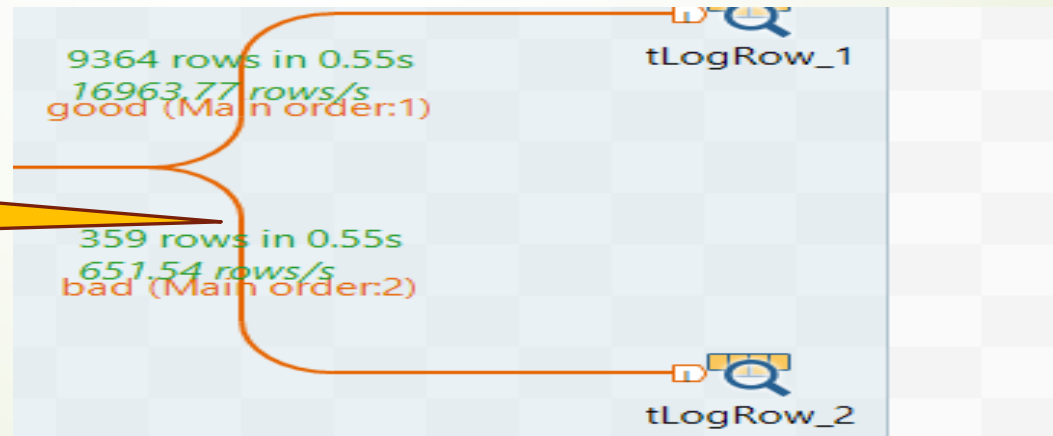 tLogRow_1
9364 rows in 0.55s
16963.77 rows/s
good (Main order:1)
359 rows in 0.55s
651.54 rows/s
bad (Main order:2)
tLogRow_2